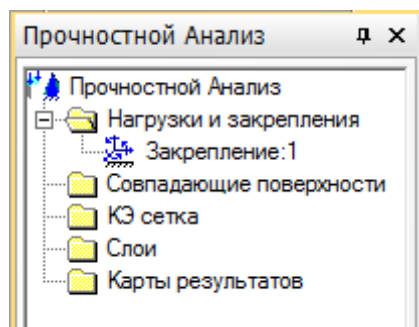 Прочностной Анализ
Прочностной Анализ
Нагрузки и закрепления
Закрепление:1
Совпадающие поверхности
КЭ сетка
Слои
Карты результатов